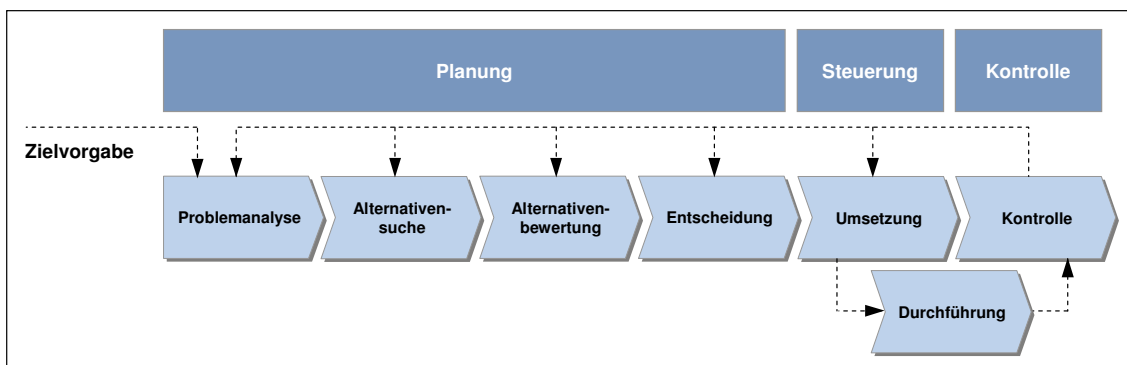 Planung
Steuerung
Kontrolle
Zielvorgabe
Problemanalyse
Alternativen-
suche
Alternativen-
bewertung
Entscheidung
Umsetzung
Kontrolle
Durchführung